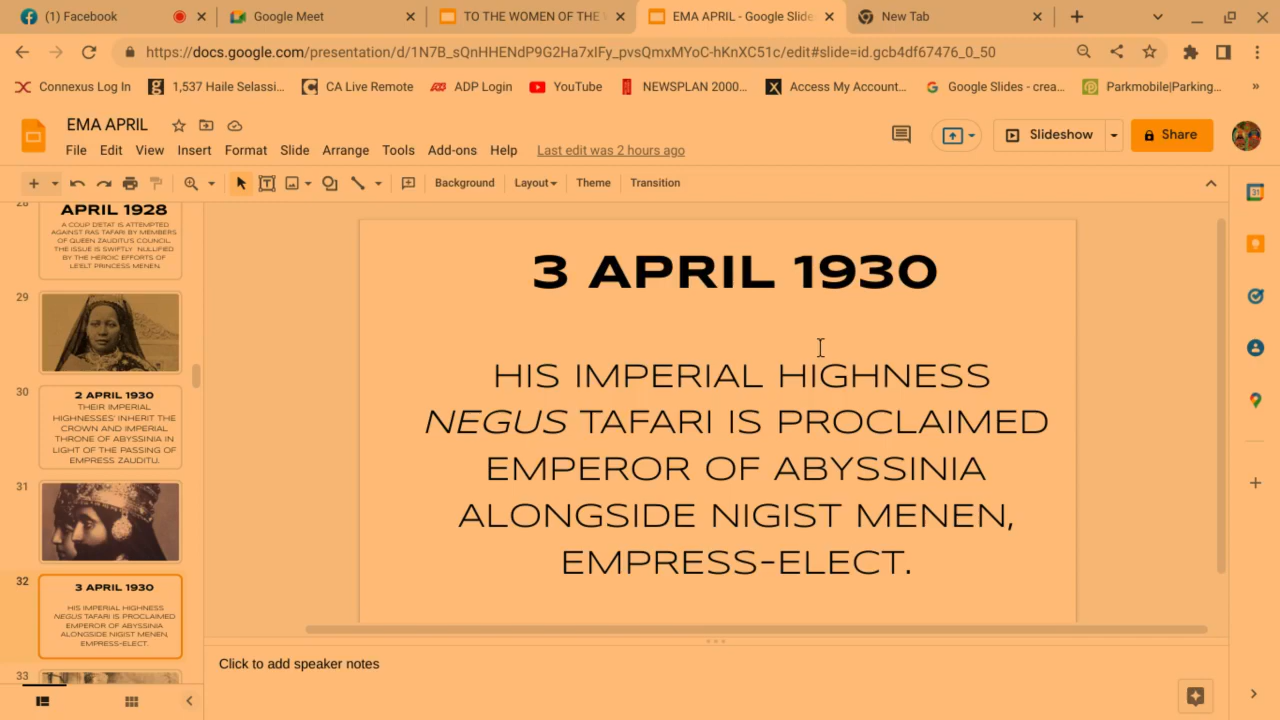 (1) Facebook
Google Meet
TO THE WOMEN OF THE
EMA APRIL - Google Slide
New Tab
https://docs.google.com/presentation/d/1N7B_sQnHHENdP9G2Ha7xIFy_pvsQmxMYoC-hKnXC51c/edit#slide=id.gcb4df67476_0_50
Connexus Log In
1,537 Haile Selassi...
CA Live Remote
ADP Login
YouTube
NEWSPLAN 2000...
Access My Account...
Google Slides - crea...
Parkmobile|Parking...
»
EMA APRIL
File Edit View Insert Format Slide Arrange Tools Add-ons Help Last edit was 2 hours ago
Slideshow
Share
Background
Layout
Theme
Transition
28
APRIL 1928
A COUP D'ETAT IS ATTEMPTED
AGAINST RAS TAFARI BY MEMBERS
OF QUEEN ZAUDITU'S COUNCIL.
THE ISSUE IS SWIFTLY NULLIFIED
BY THE HEROIC EFFORTS OF
LE'ELT PRINCESS MENEN.
29
30
2 APRIL 1930
THEIR IMPERIAL
HIGHNESSES' INHERIT THE
CROWN AND IMPERIAL
THRONE OF ABYSSINIA IN
LIGHT OF THE PASSING OF
EMPRESS ZAUDITU.
31
32
3 APRIL 1930
HIS IMPERIAL HIGHNESS
NEGUS TAFARI IS PROCLAIMED
EMPEROR OF ABYSSINIA
ALONGSIDE NIGIST MENEN,
EMPRESS-ELECT.
33
3 APRIL 1930
HIS IMPERIAL HIGHNESS
NEGUS TAFARI IS PROCLAIMED
EMPEROR OF ABYSSINIA
ALONGSIDE NIGIST MENEN,
EMPRESS-ELECT.
Click to add speaker notes
31